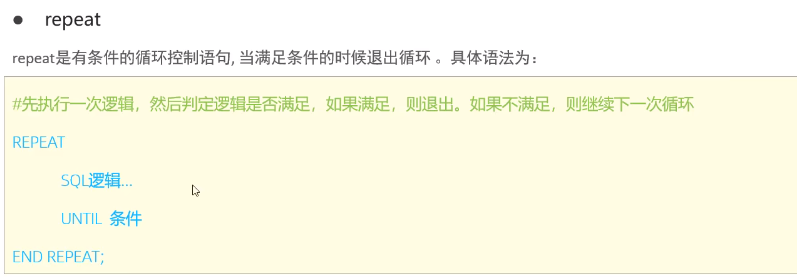 ● repeat
repeat是有条件的循环控制语句, 当满足条件的时候退出循环 。具体语法为：
#先执行一次逻辑，然后判定逻辑是否满足，如果满足，则退出。如果不满足，则继续下一次循环
REPEAT
SQL逻辑...
UNTIL 条件
END REPEAT;